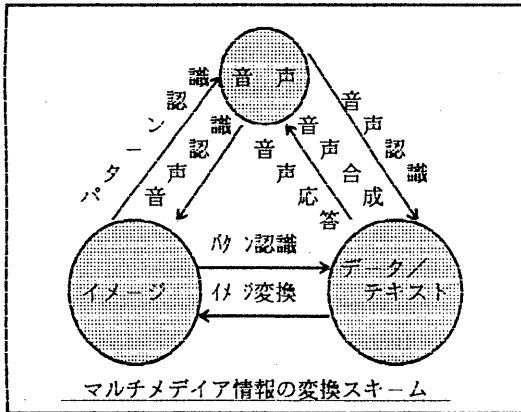 音声
パターン認識
音声認識
音声認識
音声合成
音声応答
パタン認識
イメージ
データ/
テキスト
イメジ変換
マルチメデイア情報の変換スキーム